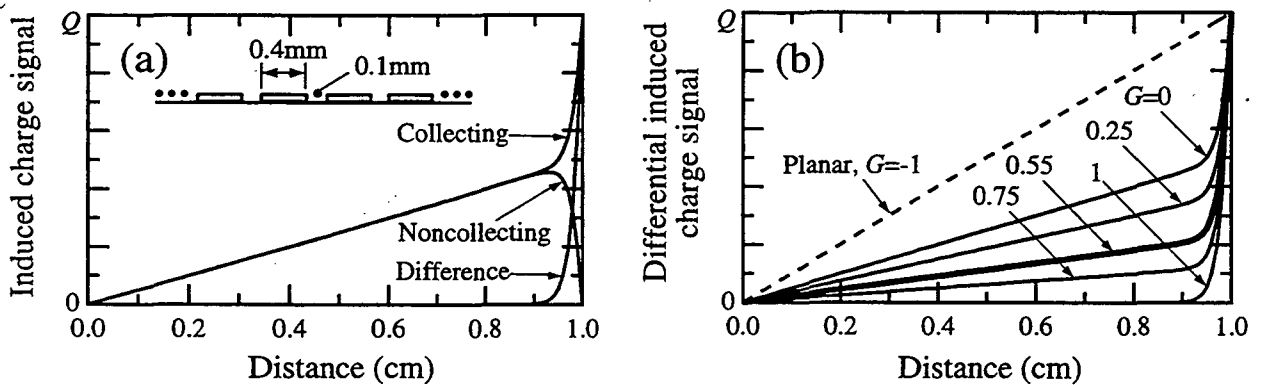 Induced charge signal
Q
0
(a)
0.4mm
0.1mm
Collecting
Noncollecting
Difference
0.0 0.2 0.4 0.6 0.8 1.0
Distance (cm)
Differential induced
charge signal
Q
0
(b)
G=0
0.25
Planar, G=-1
0.55
1
0.75
0.0 0.2 0.4 0.6 0.8 1.0
Distance (cm)